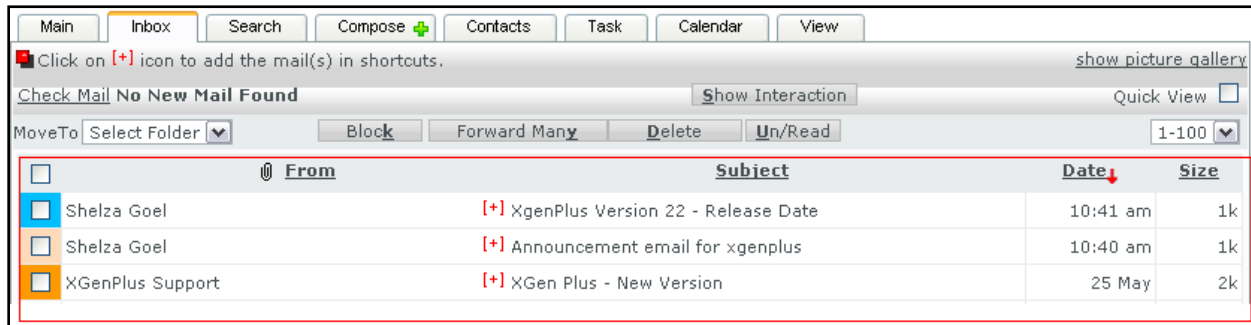 Main Inbox Search Compose Contacts Task Calendar View
Click on [+] icon to add the mail(s) in shortcuts. show picture gallery
Check Mail No New Mail Found Show Interaction Quick View
MoveTo Select Folder Block Forward Many Delete Un/Read 1-100
From Subject Date Size
Shelza Goel [+] XgenPlus Version 22 - Release Date 10:41 am 1k
Shelza Goel [+] Announcement email for xgenplus 10:40 am 1k
XGenPlus Support [+] XGen Plus - New Version 25 May 2k